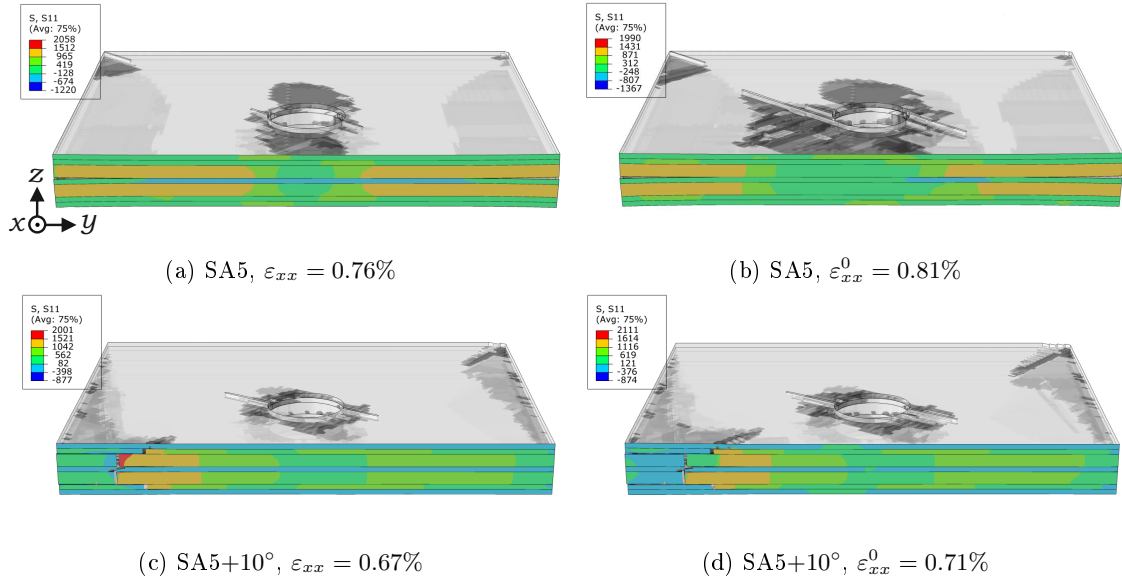 S, S11
(Avg: 75%)
2058
1512
965
419
-128
-674
-1220
S, S11
(Avg: 75%)
1990
1431
871
312
-248
-807
-1367
z
x
y
(a) SA5, εxx = 0.76%
(b) SA5, ε⁰xx = 0.81%
S, S11
(Avg: 75%)
2001
1521
1042
562
82
-398
-877
S, S11
(Avg: 75%)
2111
1614
1116
619
121
-376
-874
(c) SA5+10°, εxx = 0.67%
(d) SA5+10°, ε⁰xx = 0.71%